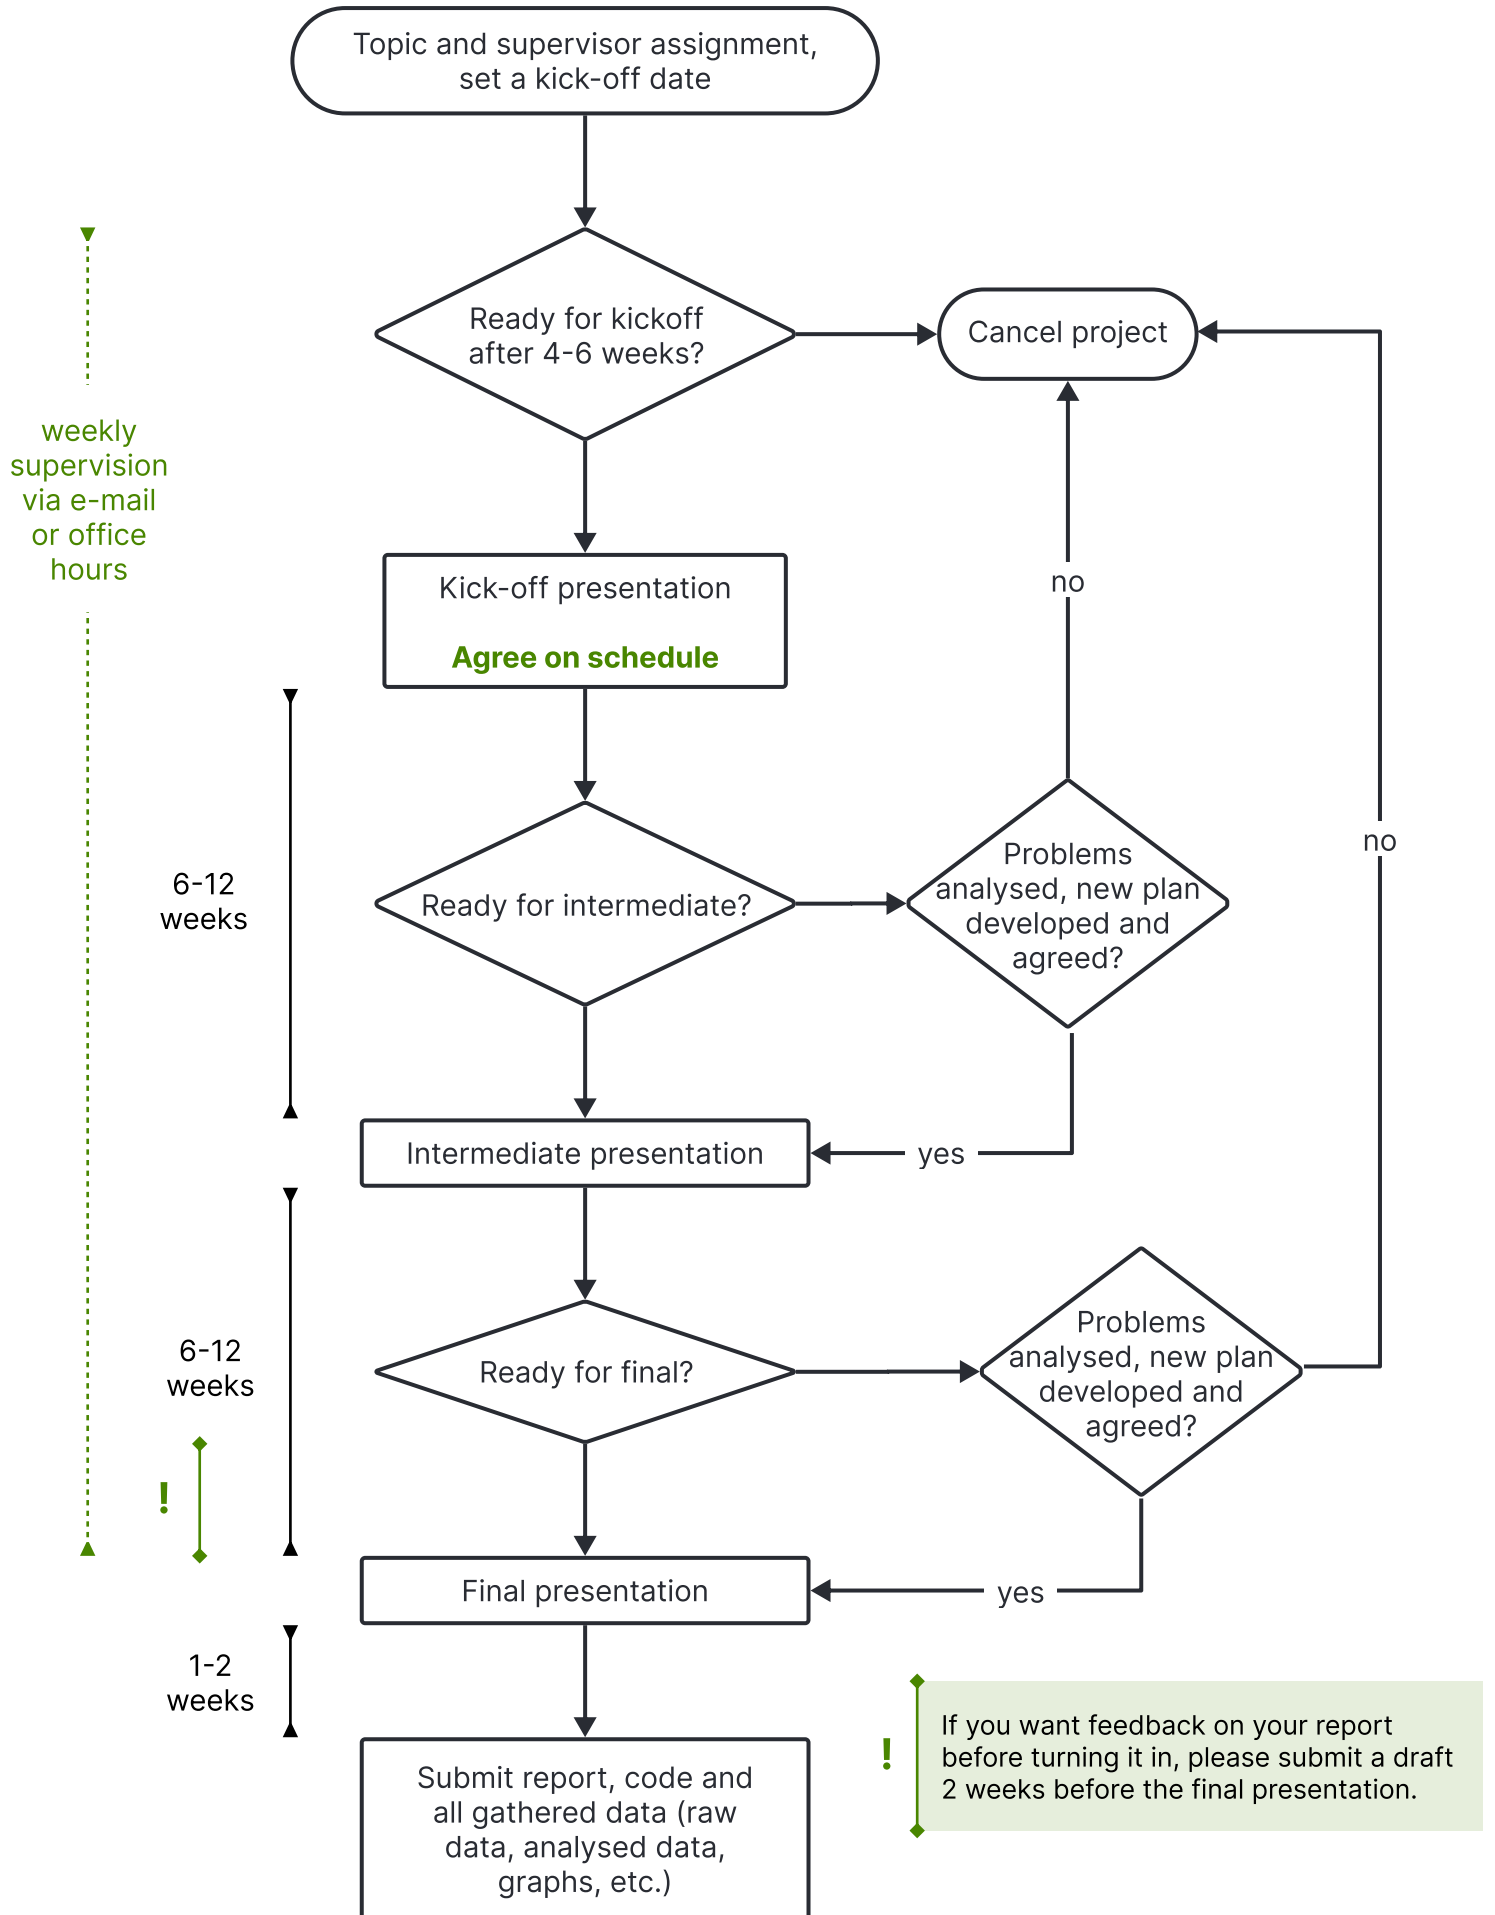 Topic and supervisor assignment,
set a kick-off date
Ready for kickoff
after 4-6 weeks?
Cancel project
weekly
supervision
via e-mail
or office
hours
Kick-off presentation
Agree on schedule
no
6-12
weeks
Ready for intermediate?
Problems
analysed, new plan
developed and
agreed?
no
Intermediate presentation
yes
6-12
weeks
Ready for final?
Problems
analysed, new plan
developed and
agreed?
!
Final presentation
yes
1-2
weeks
Submit report, code and
all gathered data (raw
data, analysed data,
graphs, etc.)
!
If you want feedback on your report
before turning it in, please submit a draft
2 weeks before the final presentation.